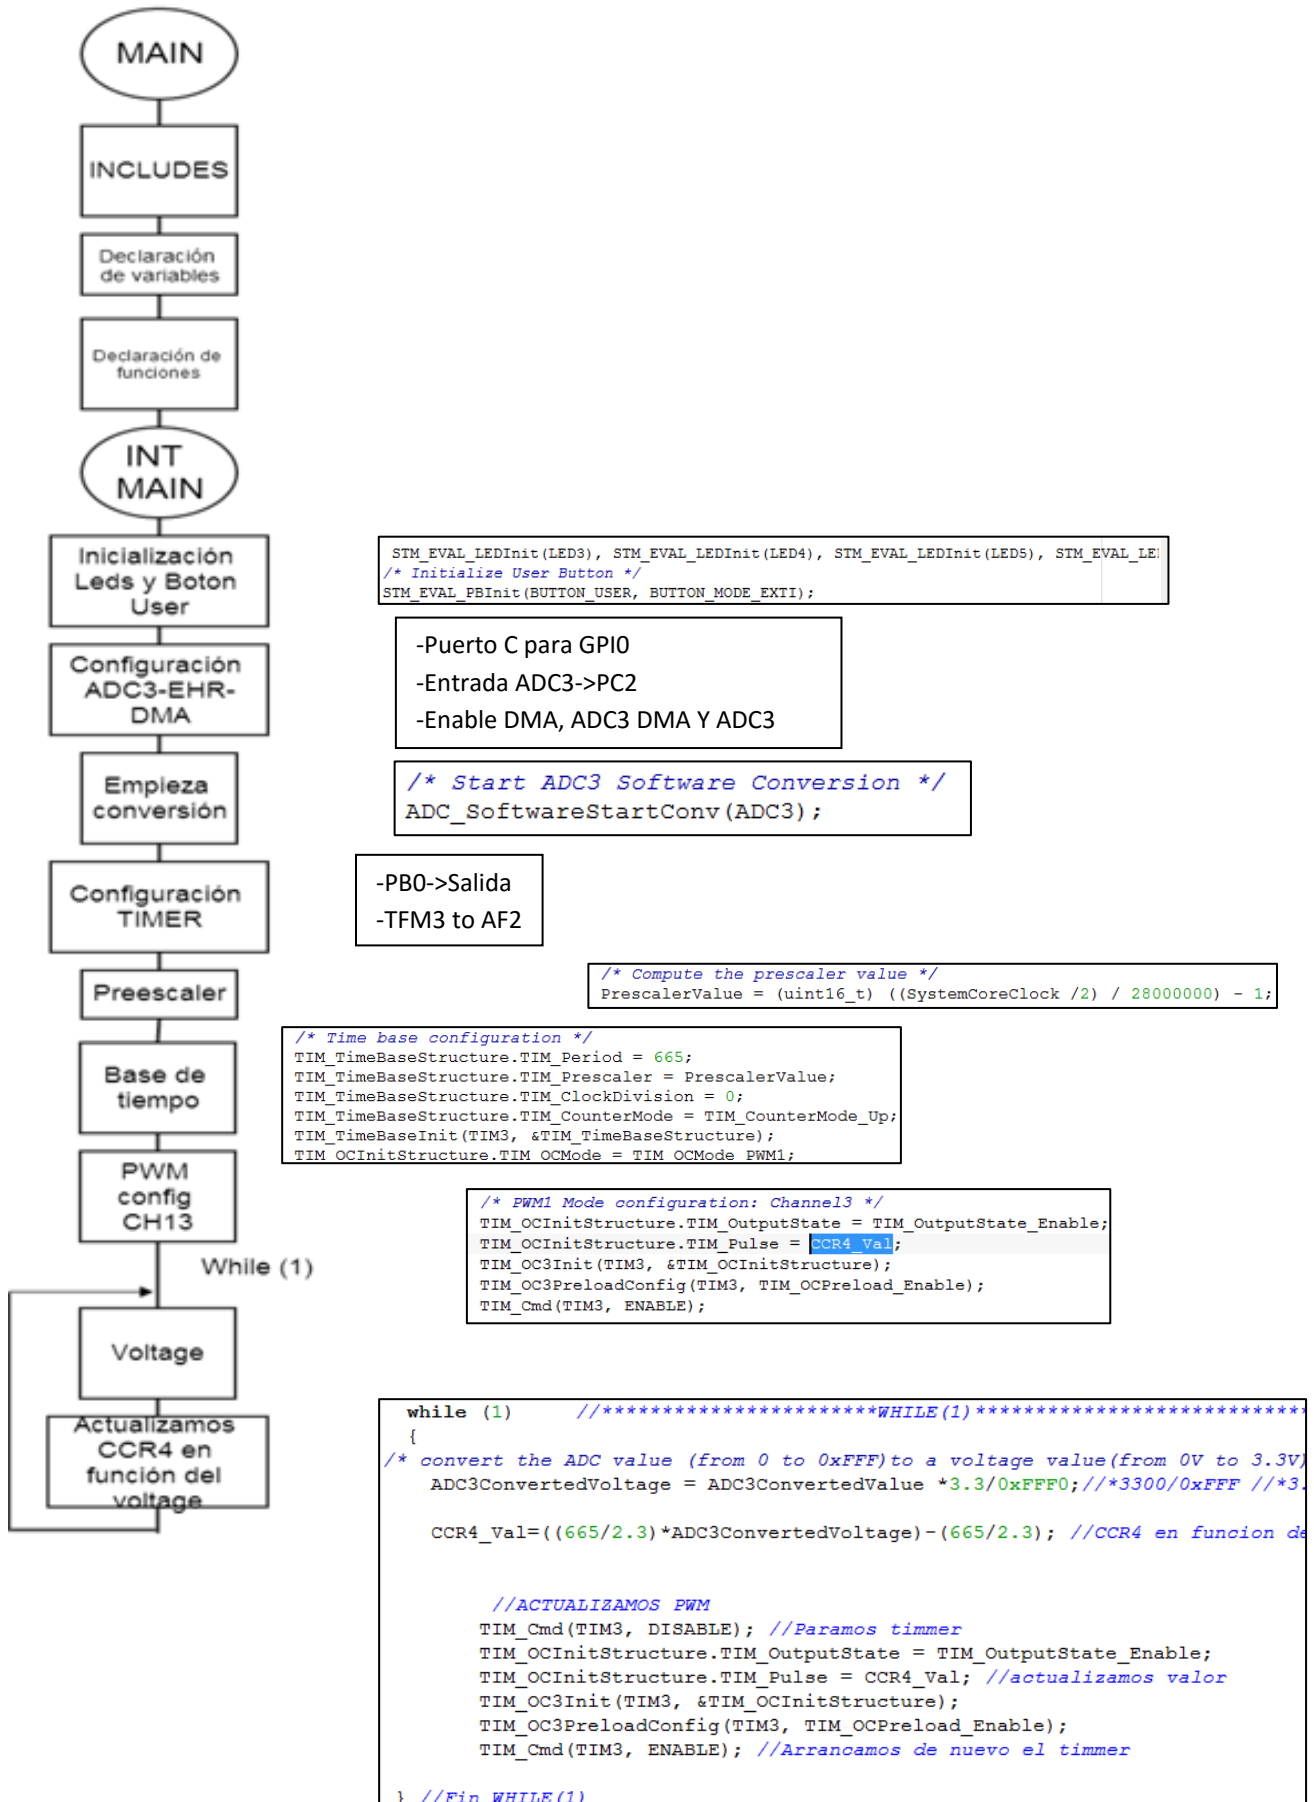 MAIN
INCLUDES
Declaración
de variables
Declaración de
funciones
INT
MAIN
Inicialización
Leds y Boton
User
STM_EVAL_LEDInit(LED3), STM_EVAL_LEDInit(LED4), STM_EVAL_LEDInit(LED5), STM_EVAL_LE
/* Initialize User Button */
STM_EVAL_PBInit(BUTTON_USER, BUTTON_MODE_EXTI);
Configuración
ADC3-EHR-
DMA
-Puerto C para GPI0
-Entrada ADC3->PC2
-Enable DMA, ADC3 DMA Y ADC3
Empieza
conversión
/* Start ADC3 Software Conversion */
ADC_SoftwareStartConv(ADC3);
Configuración
TIMER
-PB0->Salida
-TFM3 to AF2
Preescaler
/* Compute the prescaler value */
PrescalerValue = (uint16_t) ((SystemCoreClock /2) / 28000000) - 1;
Base de
tiempo
/* Time base configuration */
TIM_TimeBaseStructure.TIM_Period = 665;
TIM_TimeBaseStructure.TIM_Prescaler = PrescalerValue;
TIM_TimeBaseStructure.TIM_ClockDivision = 0;
TIM_TimeBaseStructure.TIM_CounterMode = TIM_CounterMode_Up;
TIM_TimeBaseInit(TIM3, &TIM_TimeBaseStructure);
TIM_OCInitStructure.TIM_OCMode = TIM_OCMode_PWM1;
PWM
config
CH13
/* PWM1 Mode configuration: Channel3 */
TIM_OCInitStructure.TIM_OutputState = TIM_OutputState_Enable;
TIM_OCInitStructure.TIM_Pulse = CCR4_Val;
TIM_OC3Init(TIM3, &TIM_OCInitStructure);
TIM_OC3PreloadConfig(TIM3, TIM_OCPreload_Enable);
TIM_Cmd(TIM3, ENABLE);
While (1)
Voltage
Actualizamos
CCR4 en
función del
voltage
while (1) //***********************WHILE(1)****************************
{
/* convert the ADC value (from 0 to 0xFFF)to a voltage value(from 0V to 3.3V)
ADC3ConvertedVoltage = ADC3ConvertedValue *3.3/0xFFF0;//*3300/0xFFF //*3.
CCR4_Val=((665/2.3)*ADC3ConvertedVoltage)-(665/2.3); //CCR4 en funcion de
//ACTUALIZAMOS PWM
TIM_Cmd(TIM3, DISABLE); //Paramos timmer
TIM_OCInitStructure.TIM_OutputState = TIM_OutputState_Enable;
TIM_OCInitStructure.TIM_Pulse = CCR4_Val; //actualizamos valor
TIM_OC3Init(TIM3, &TIM_OCInitStructure);
TIM_OC3PreloadConfig(TIM3, TIM_OCPreload_Enable);
TIM_Cmd(TIM3, ENABLE); //Arrancamos de nuevo el timmer
} //Fin WHILE(1)